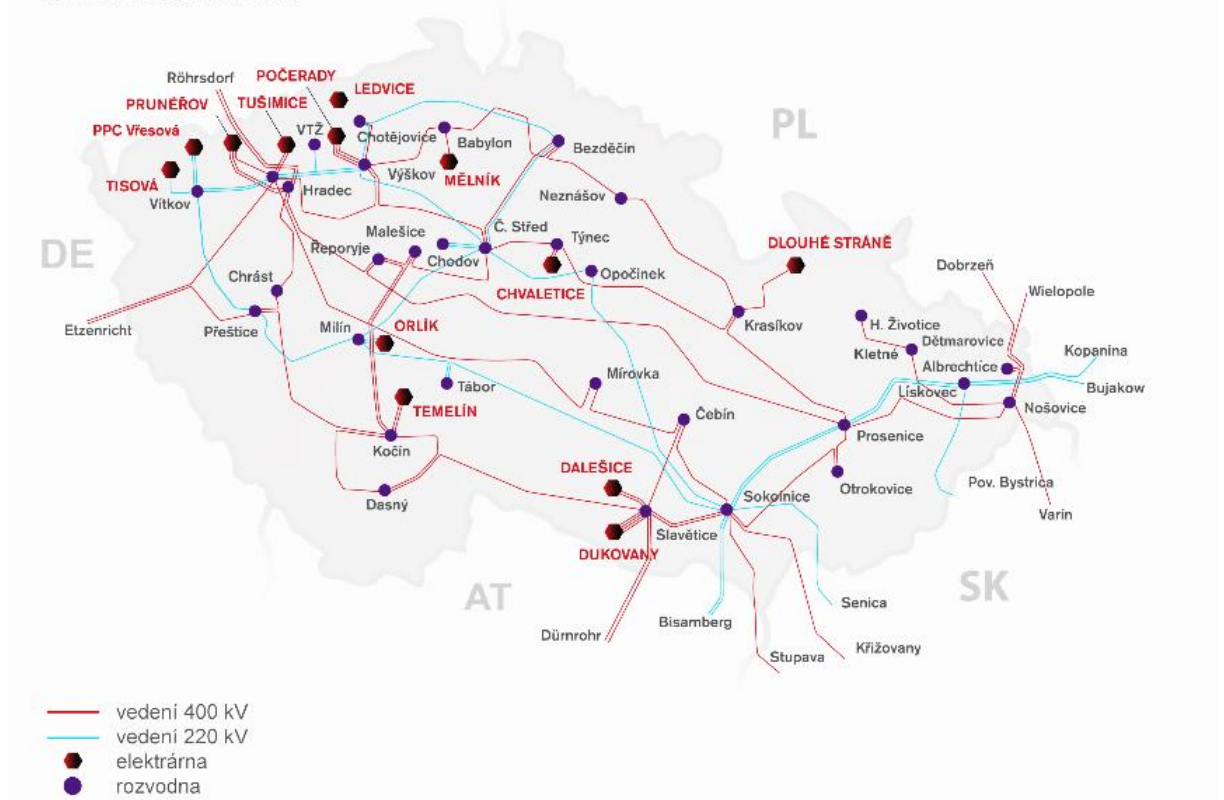 Röhrsdorf
POČERADY
LEDVICE
PRUNÉŘOV
TUŠIMICE
PPC Vřesová
VTŽ
Chotějovice
Babylon
Bezděčín
PL
TISOVÁ
Vítkov
Hradec
Výškov
MĚLNÍK
Neznášov
DE
Malešice
Č. Střed
Týnec
DLOUHÉ STRÁNĚ
Řeporyje
Chodov
Opočinek
Dobrzeń
Chrást
CHVALETICE
Wielopole
Etzenricht
Přeštice
Milín
ORLÍK
Krasíkov
H. Životice
Kletné
Dětmarovice
Kopanina
Albrechtice
Mírovka
Tábor
Lískovec
Bujakow
TEMELÍN
Čebín
Nošovice
Kočín
Prosenice
DALEŠICE
Otrokovice
Pov. Bystrica
Dasný
Sokolnice
Varín
Slavětice
DUKOVANY
AT
SK
Senica
Bisamberg
Dürnrohr
Stupava
Křižovany
vedení 400 kV
vedení 220 kV
elektrárna
rozvodna